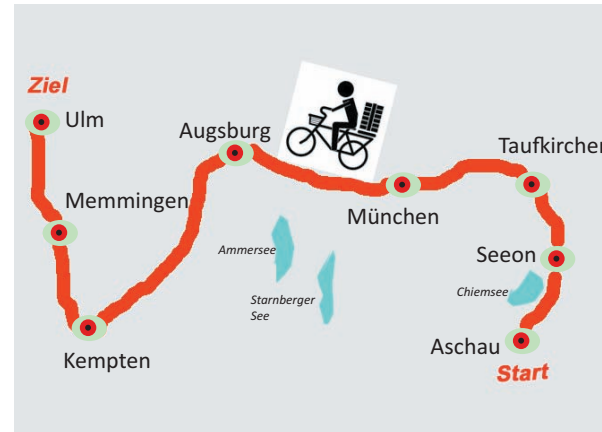 Ziel
Ulm
Augsburg
Taufkirchen
Memmingen
München
Ammersee
Seeon
Starnberger
See
Chiemsee
Kempten
Aschau
Start